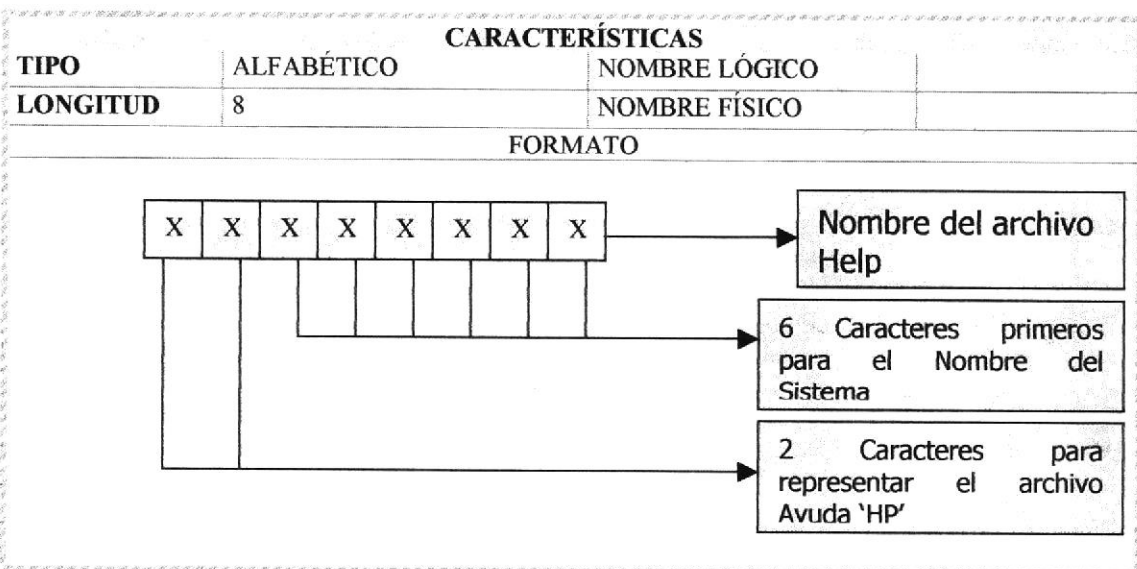 CARACTERÍSTICAS
TIPO ALFABÉTICO NOMBRE LÓGICO
LONGITUD 8 NOMBRE FÍSICO
FORMATO
X X X X X X X X
Nombre del archivo
Help
6 Caracteres primeros
para el Nombre del
Sistema
2 Caracteres para
representar el archivo
Avuda ‘HP’